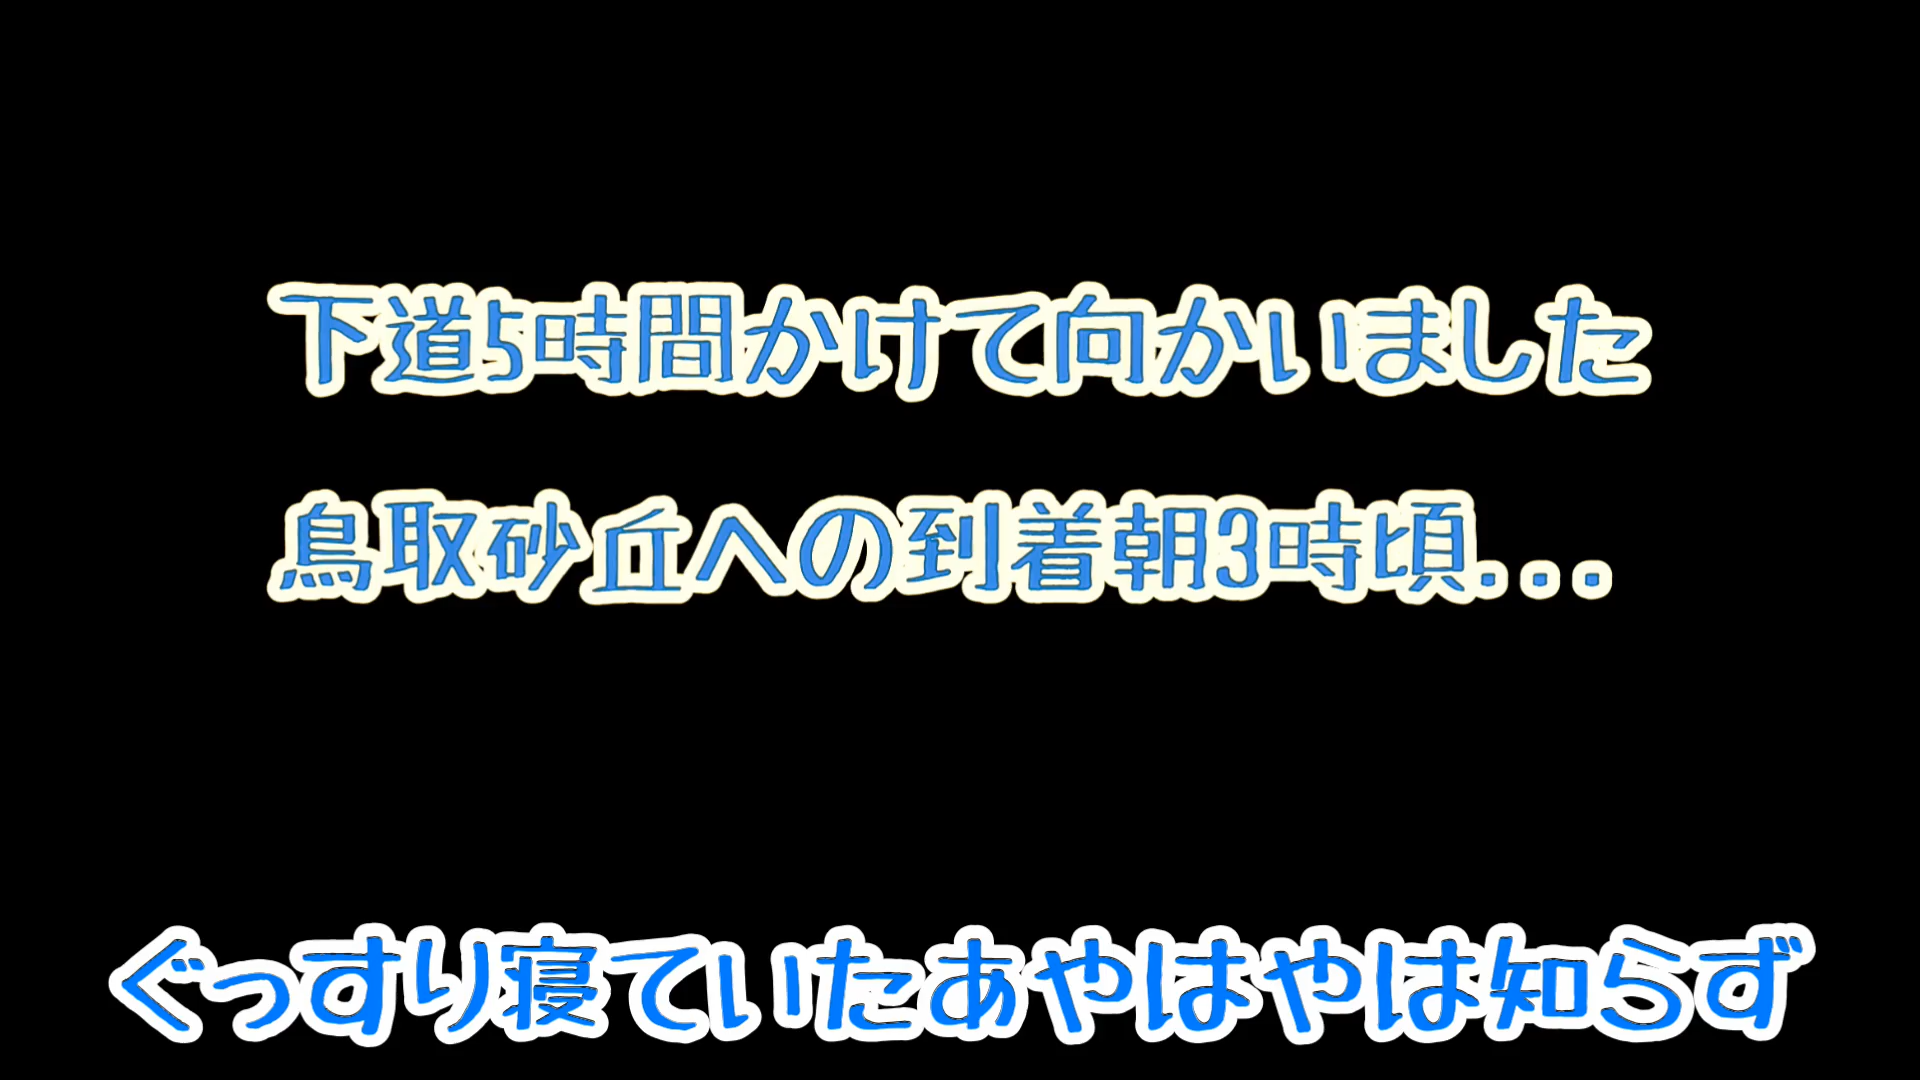 下道5時間かけて向かいました
鳥取砂丘への到着朝3時頃...
ぐっすり寝ていたあやはやは知らず